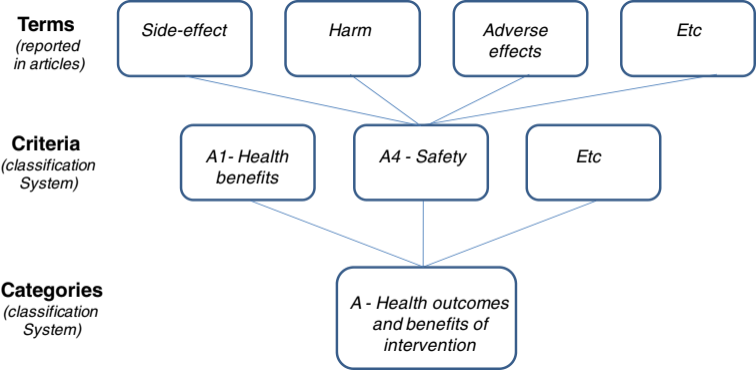 Terms
(reported
in articles)
Side-effect
Harm
Adverse
effects
Etc
Criteria
(classification
System)
A1- Health
benefits
A4 - Safety
Etc
Categories
(classification
System)
A - Health outcomes
and benefits of
intervention